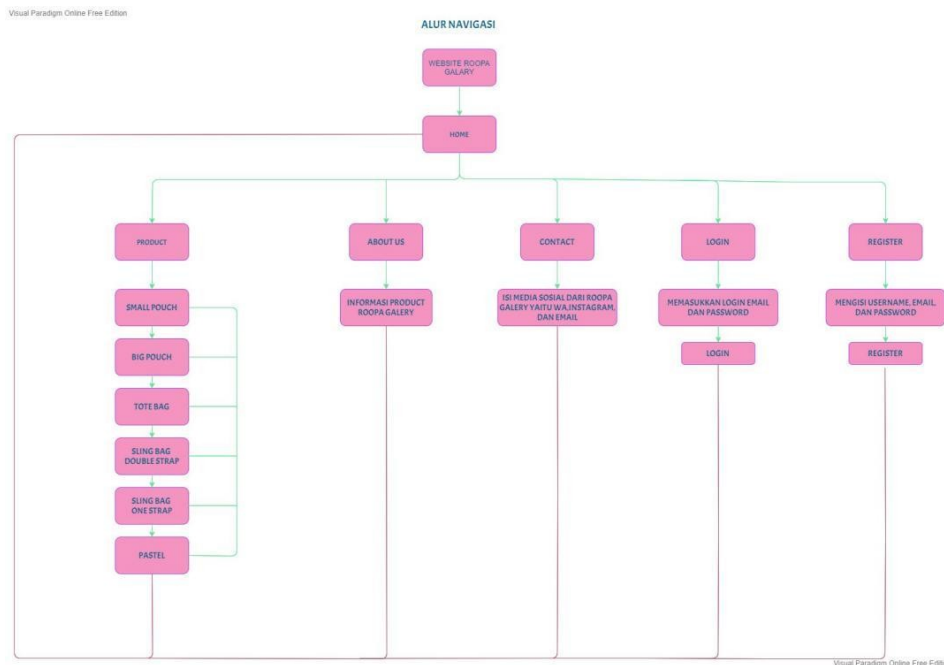 Visual Paradigm Online Free Edition
ALUR NAVIGASI
WEBSITE ROOPA
GALARY
HOME
PRODUCT
ABOUT US
CONTACT
LOGIN
REGISTER
SMALL POUCH
INFORMASI PRODUCT
ROOPA GALERY
ISI MEDIA SOSIAL DARI ROOPA
GALERY YAITU WA,INSTAGRAM,
DAN EMAIL
MEMASUKKAN LOGIN EMAIL
DAN PASSWORD
MENGISI USERNAME, EMAIL,
DAN PASSWORD
BIG POUCH
LOGIN
REGISTER
TOTE BAG
SLING BAG
DOUBLE STRAP
SLING BAG
ONE STRAP
PASTEL
Visual Paradigm Online Free Editi